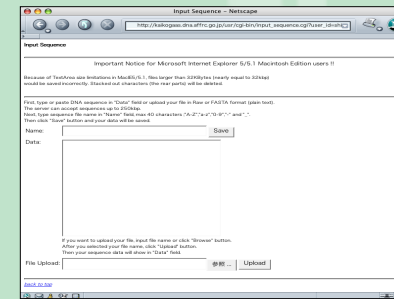 Input Sequence - Netscape
http://kaikogaas.dna.affrc.go.jp/usr/cgi-bin/input_sequence.cgi?user_id=shi
Input Sequence
Important Notice for Microsoft Internet Explorer 5/5.1 Macintosh Edition users !!
Because of TextArea size limitations in MacIE5/5.1, files larger than 32KBytes (nearly equal to 32kbp)
would be saved incorrectly. Stacked out characters (the rear parts) will be deleted.
First, type or paste DNA sequence in "Data" field or upload your file in Raw or FASTA format (plain text).
The server can accept sequences up to 250kbp.
Next, type sequence file name in "Name" field, max 40 characters "A-Z","a-z","0-9","-" and "_".
Then click "Save" button and your data will be saved.
Name: Save
Data:
If you want to upload your file, input file name or click "Browse" button.
After you selected your file name, click "Upload" button.
Then your sequence data will show in "Data" field.
File Upload: 参照 ... Upload
back to top